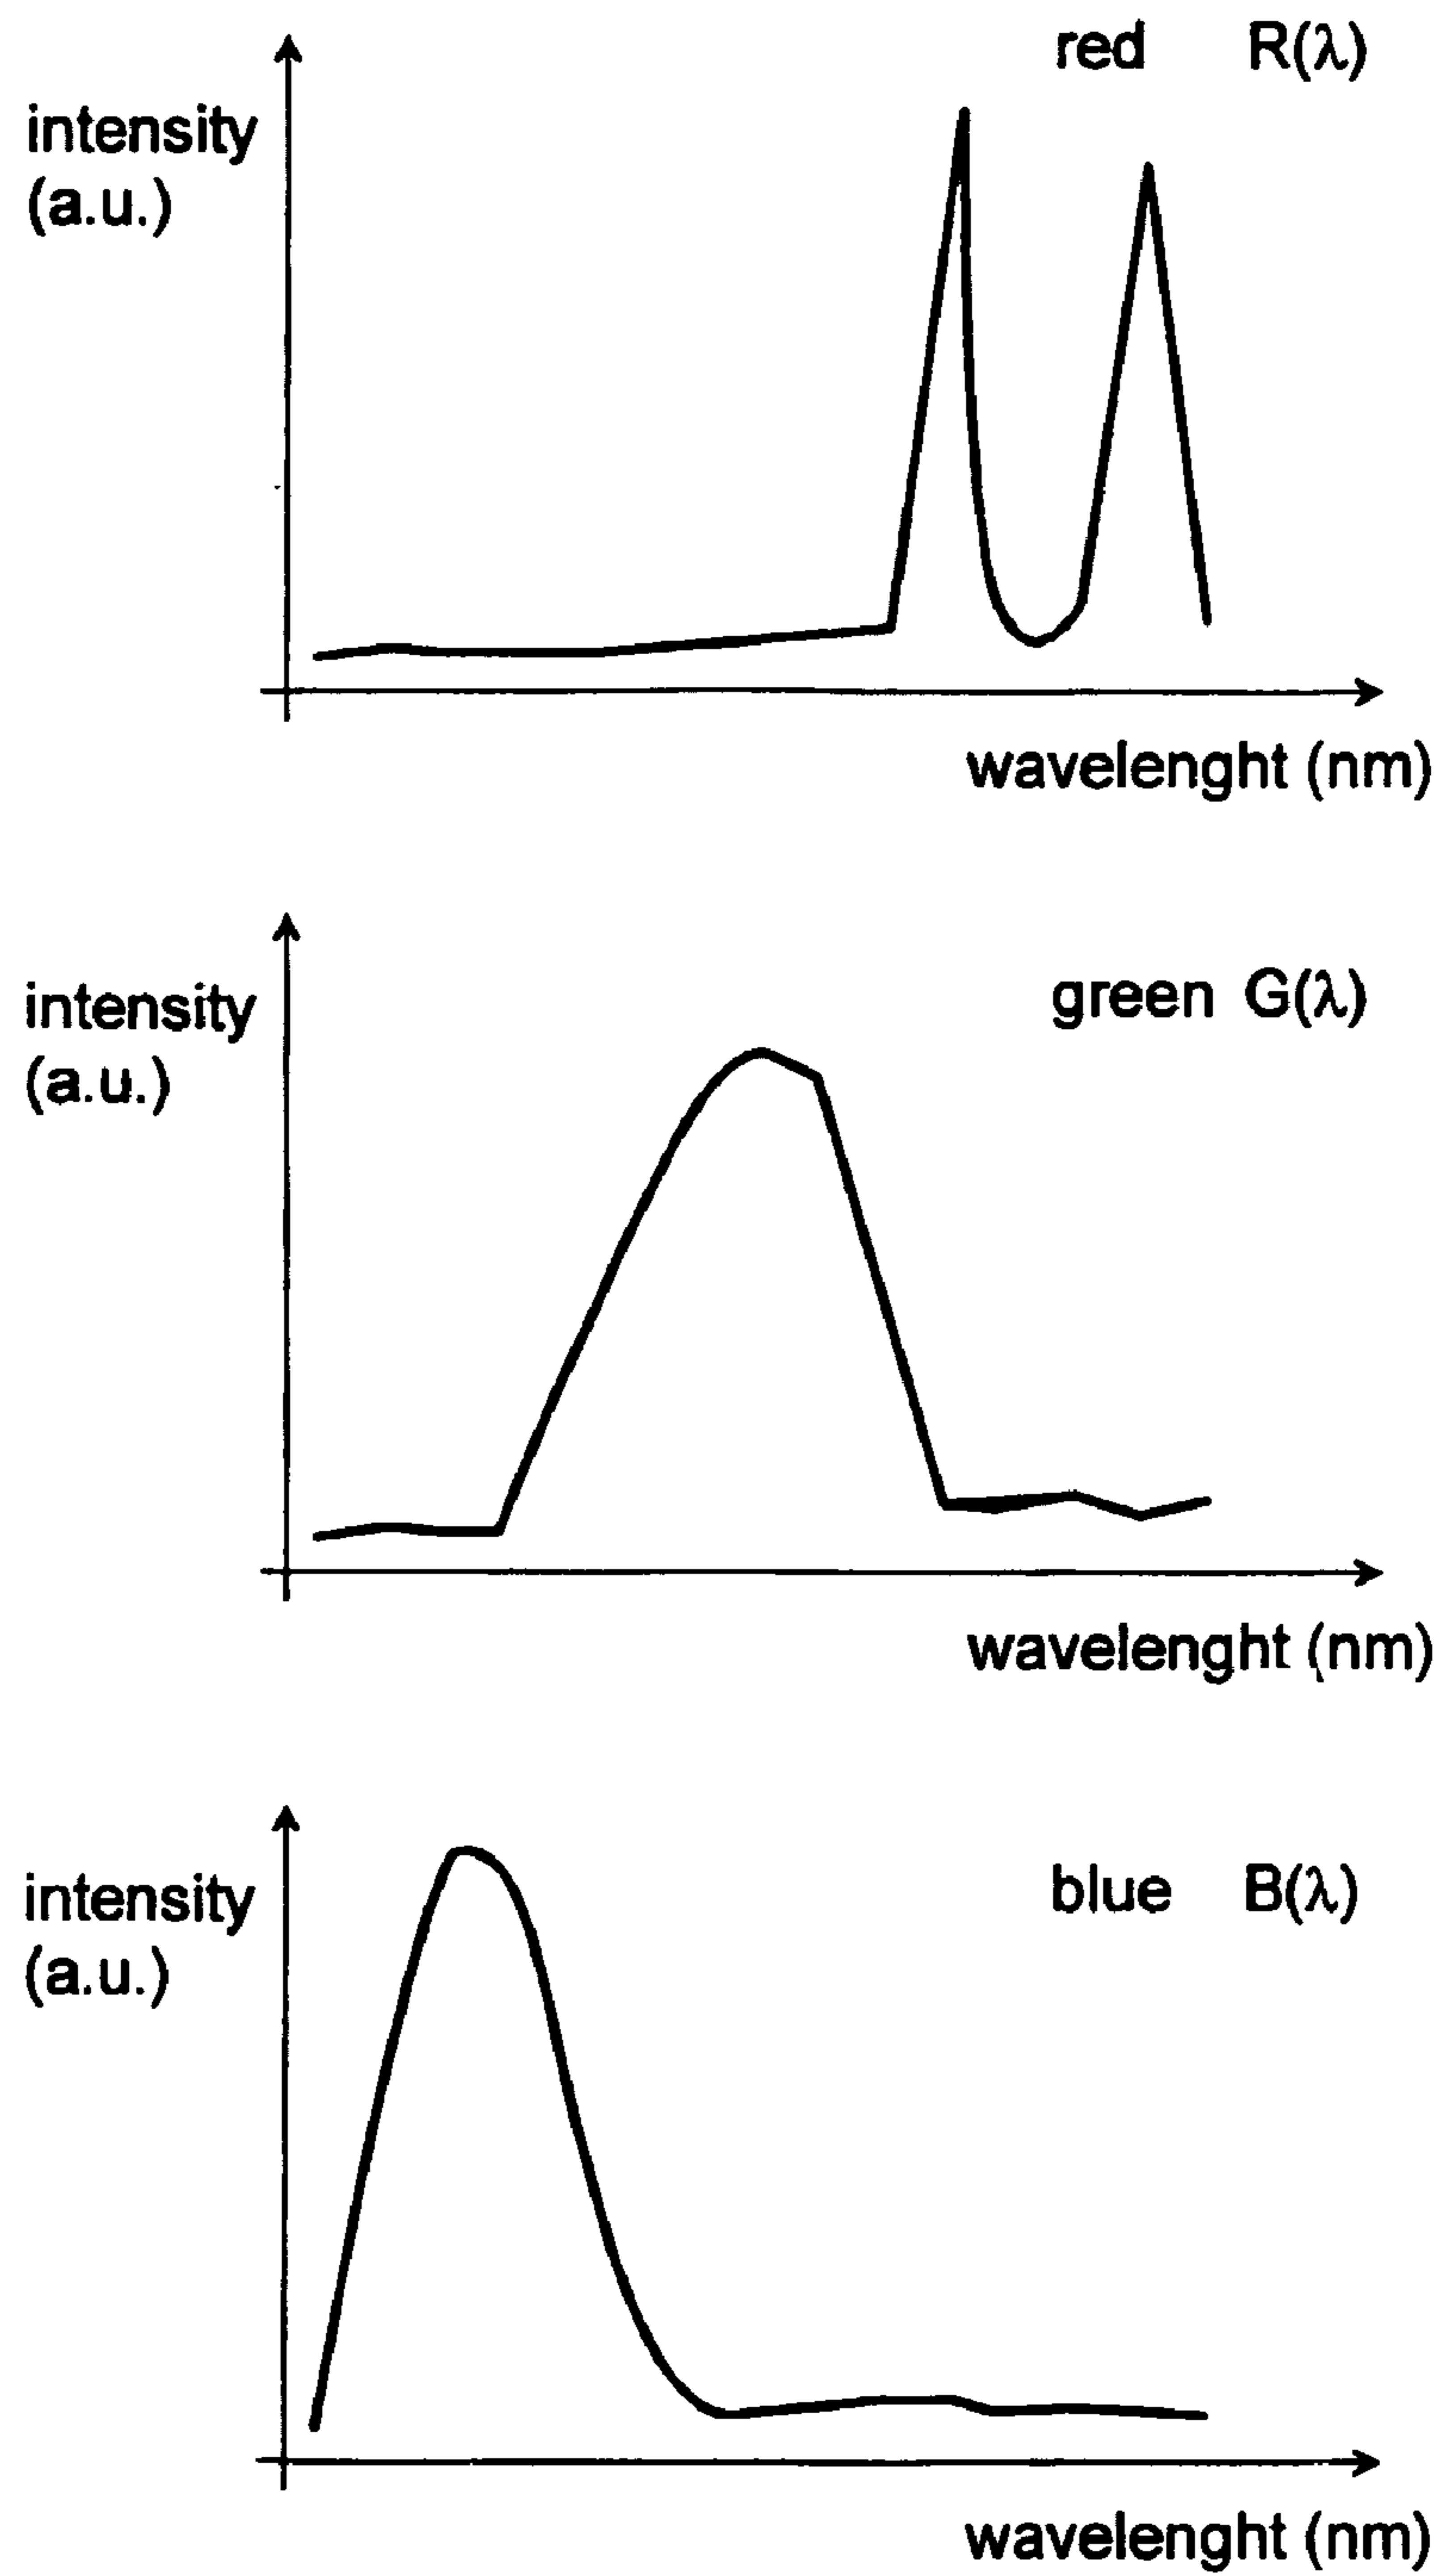 red R(λ)
intensity
(a.u.)
wavelenght (nm)
green G(λ)
intensity
(a.u.)
wavelenght (nm)
blue B(λ)
intensity
(a.u.)
wavelenght (nm)